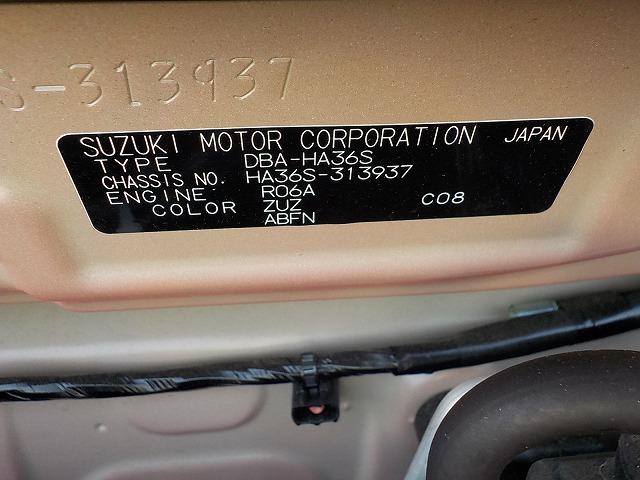 S-313937
SUZUKI MOTOR CORPORATION JAPAN
TYPE DBA-HA36S
CHASSIS NO. HA36S-313937
ENGINE R06A
COLOR ZUZ C08
ABFN